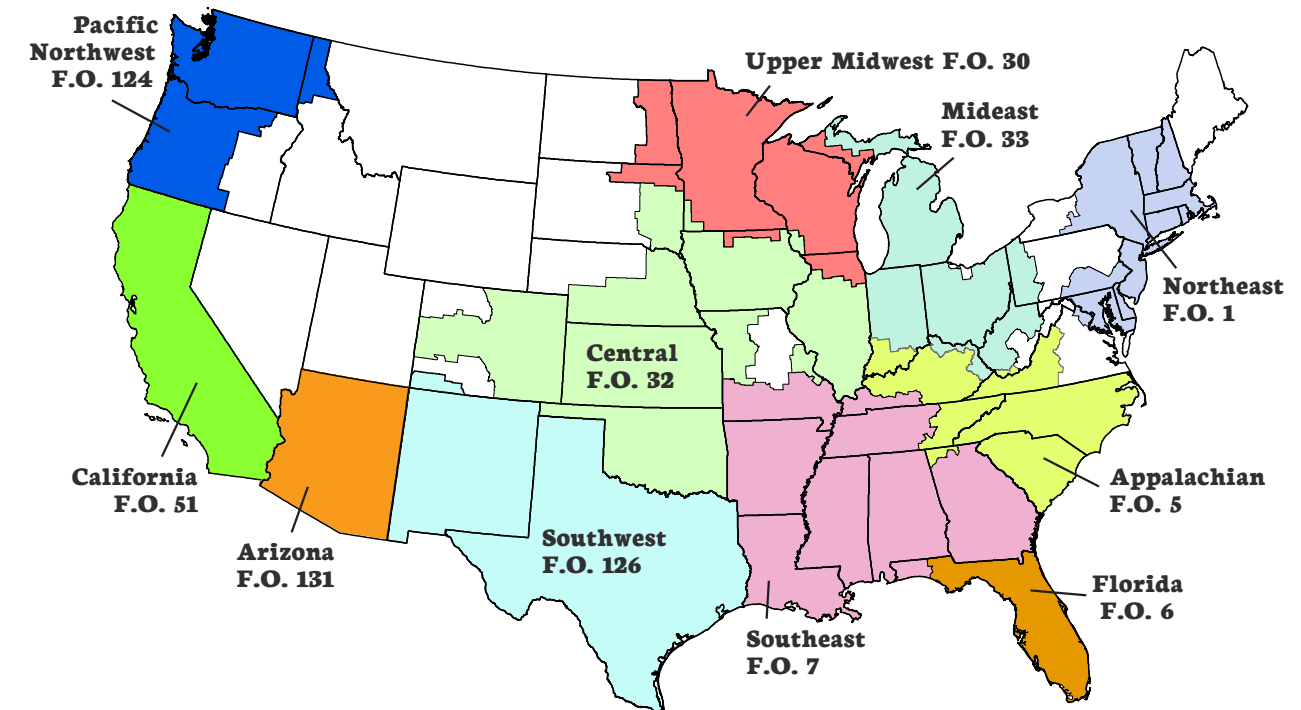 Pacific
Northwest
F.O. 124
Upper Midwest F.O. 30
Mideast
F.O. 33
Northeast
F.O. 1
Central
F.O. 32
California
F.O. 51
Appalachian
F.O. 5
Arizona
F.O. 131
Southwest
F.O. 126
Florida
F.O. 6
Southeast
F.O. 7